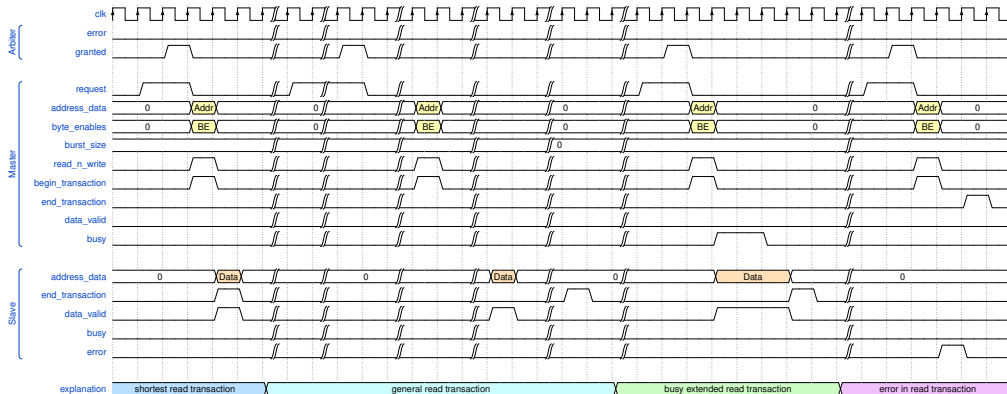 clk
Arbiter
error
granted
Master
request
address_data 0 Addr 0 Addr 0 Addr 0 Addr 0
byte_enables 0 BE 0 BE 0 BE 0 BE 0
burst_size 0
read_n_write
begin_transaction
end_transaction
data_valid
busy
Slave
address_data 0 Data 0 Data 0 Data 0
end_transaction
data_valid
busy
error
explanation shortest read transaction general read transaction busy extended read transaction error in read transaction